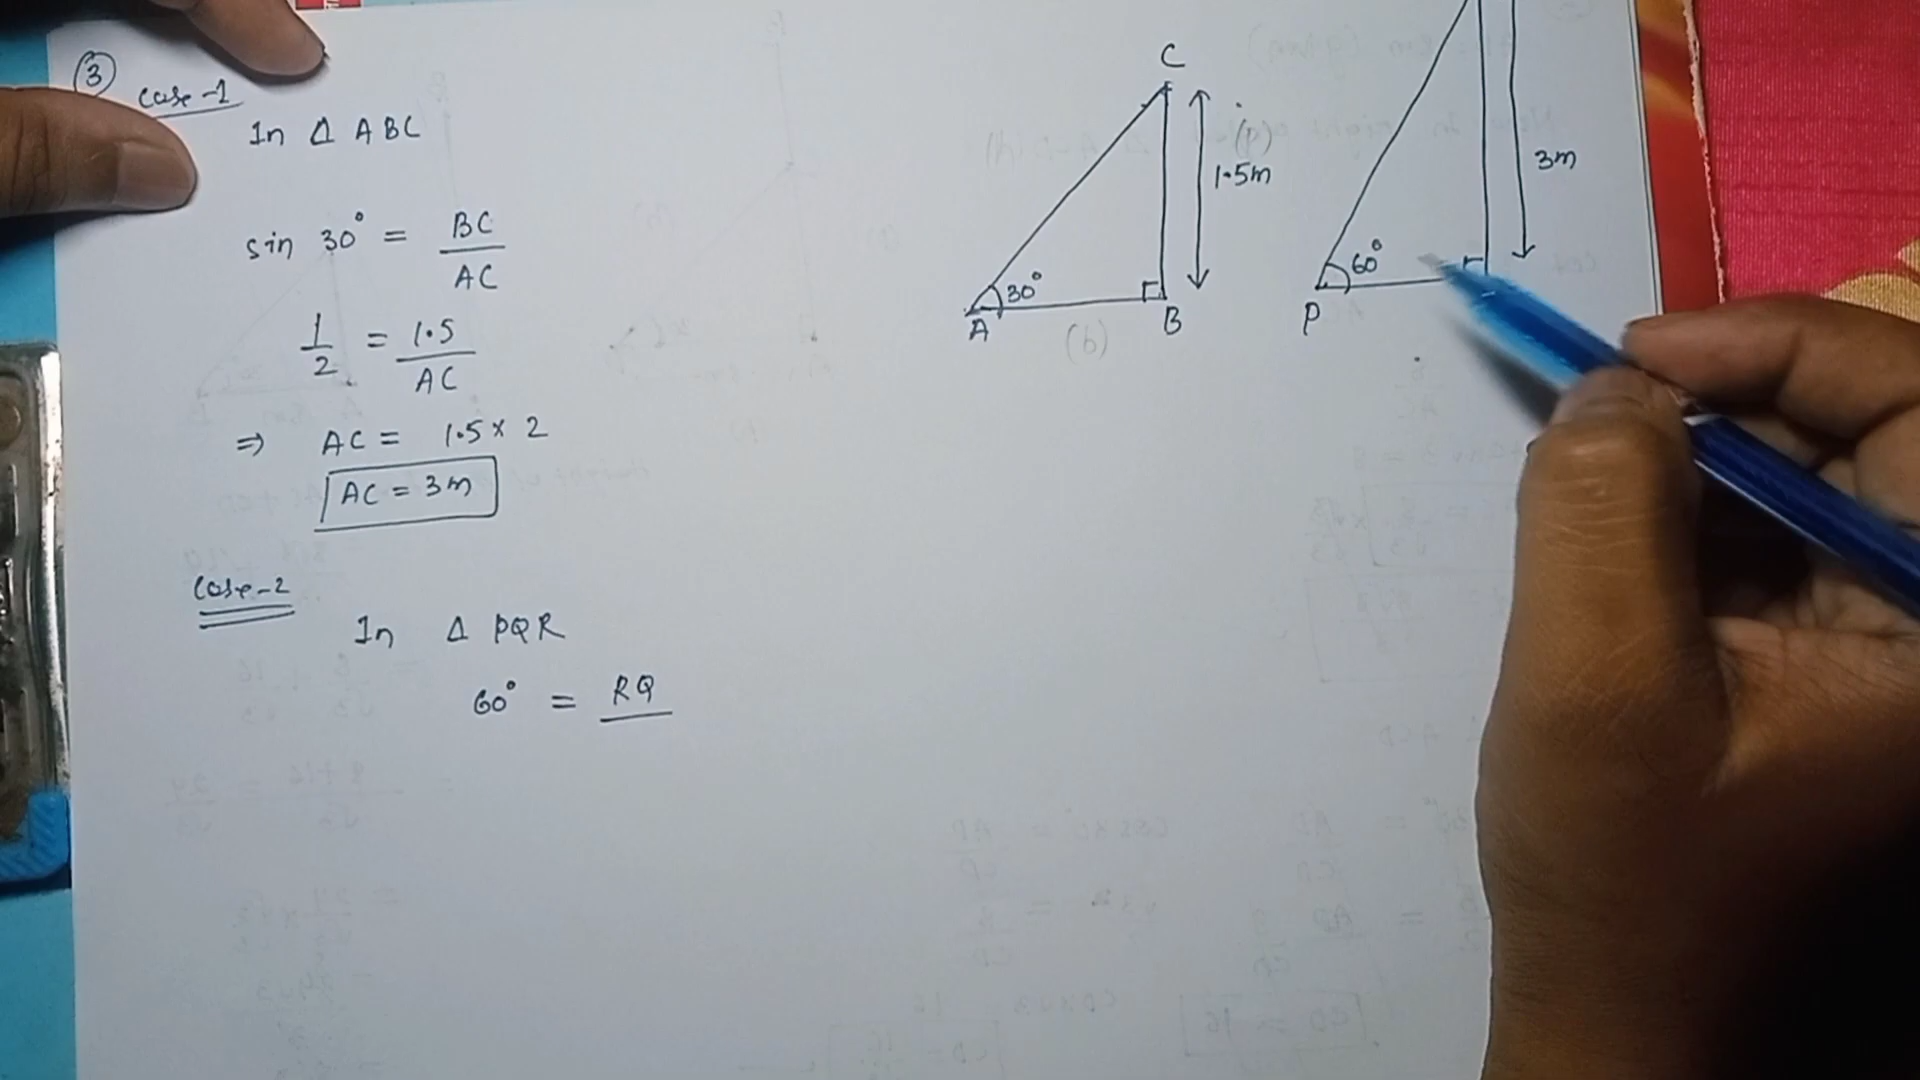 3
Case-1
In Δ ABC
sin 30° = BC / AC
1/2 = 1.5 / AC
⇒ AC = 1.5 × 2
AC = 3m
Case-2
In Δ PQR
60° = RQ
C
1.5m
30°
A
B
3m
60°
P